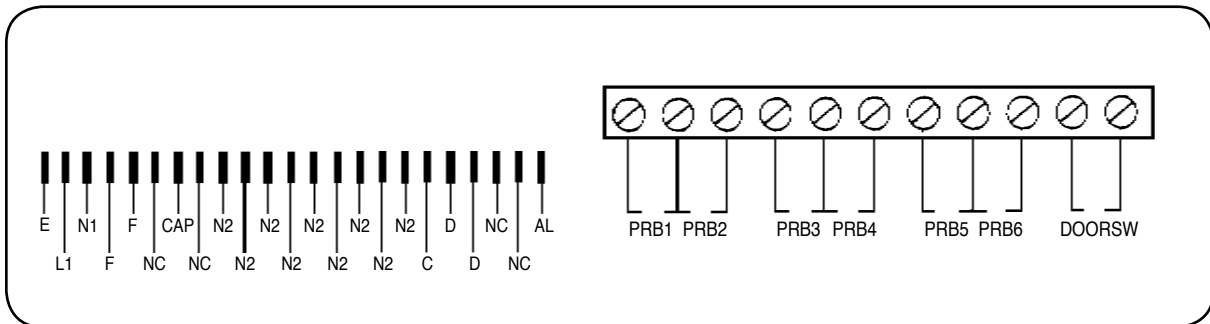 E N1 F CAP N2 N2 N2 N2 N2 D NC AL
L1 F NC NC N2 N2 N2 N2 C D NC
PRB1 PRB2 PRB3 PRB4 PRB5 PRB6 DOORSW